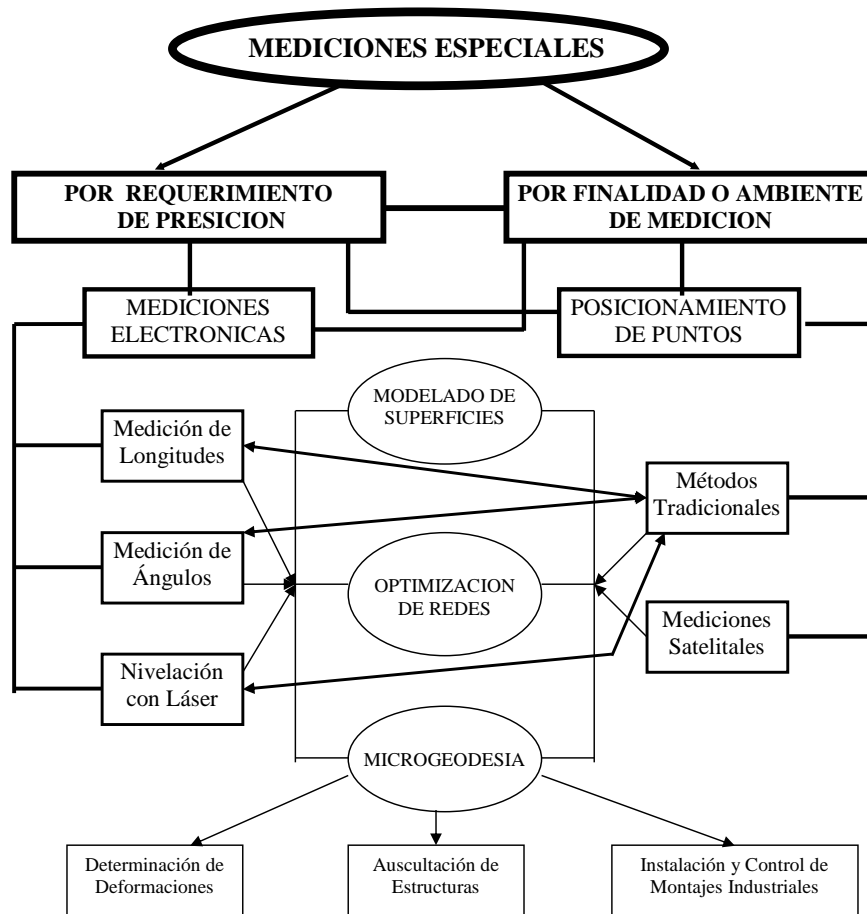 MEDICIONES ESPECIALES
POR REQUERIMIENTO
DE PRESICION
POR FINALIDAD O AMBIENTE
DE MEDICION
MEDICIONES
ELECTRONICAS
POSICIONAMIENTO
DE PUNTOS
MODELADO DE
SUPERFICIES
Medición de
Longitudes
Métodos
Tradicionales
Medición de
Ángulos
OPTIMIZACION
DE REDES
Mediciones
Satelitales
Nivelación
con Láser
MICROGEODESIA
Determinación de
Deformaciones
Auscultación de
Estructuras
Instalación y Control de
Montajes Industriales